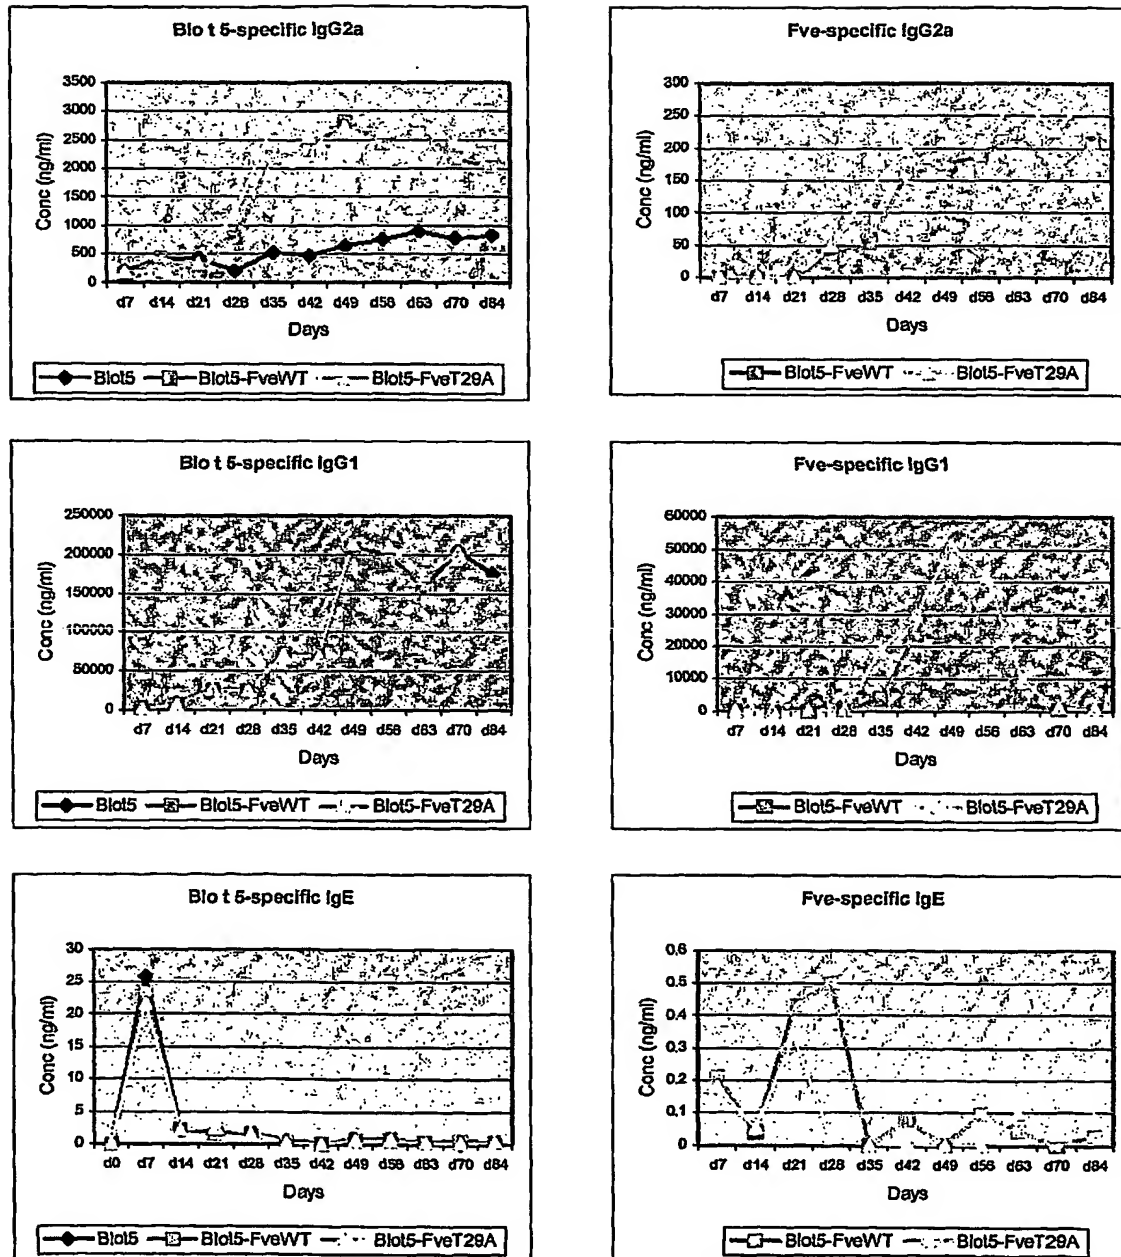 Blo t 5-specific IgG2a
3500
3000
2500
2000
1500
1000
500
0
Conc (ng/ml)
d7 d14 d21 d28 d35 d42 d49 d56 d63 d70 d84
Days
Blot5 Blot5-FveWT Blot5-FveT29A
Fve-specific IgG2a
300
250
200
150
100
50
0
Conc (ng/ml)
d7 d14 d21 d28 d35 d42 d49 d56 d63 d70 d84
Days
Blot5-FveWT Blot5-FveT29A
Blo t 5-specific IgG1
250000
200000
150000
100000
50000
0
Conc (ng/ml)
d7 d14 d21 d28 d35 d42 d49 d56 d63 d70 d84
Days
Blot5 Blot5-FveWT Blot5-FveT29A
Fve-specific IgG1
60000
50000
40000
30000
20000
10000
0
Conc (ng/ml)
d7 d14 d21 d28 d35 d42 d49 d56 d63 d70 d84
Days
Blot5-FveWT Blot5-FveT29A
Blo t 5-specific IgE
30
25
20
15
10
5
0
Conc (ng/ml)
d0 d7 d14 d21 d28 d35 d42 d49 d56 d63 d70 d84
Days
Blot5 Blot5-FveWT Blot5-FveT29A
Fve-specific IgE
0.6
0.5
0.4
0.3
0.2
0.1
0
Conc (ng/ml)
d7 d14 d21 d28 d35 d42 d49 d56 d63 d70 d84
Days
Blot5-FveWT Blot5-FveT29A